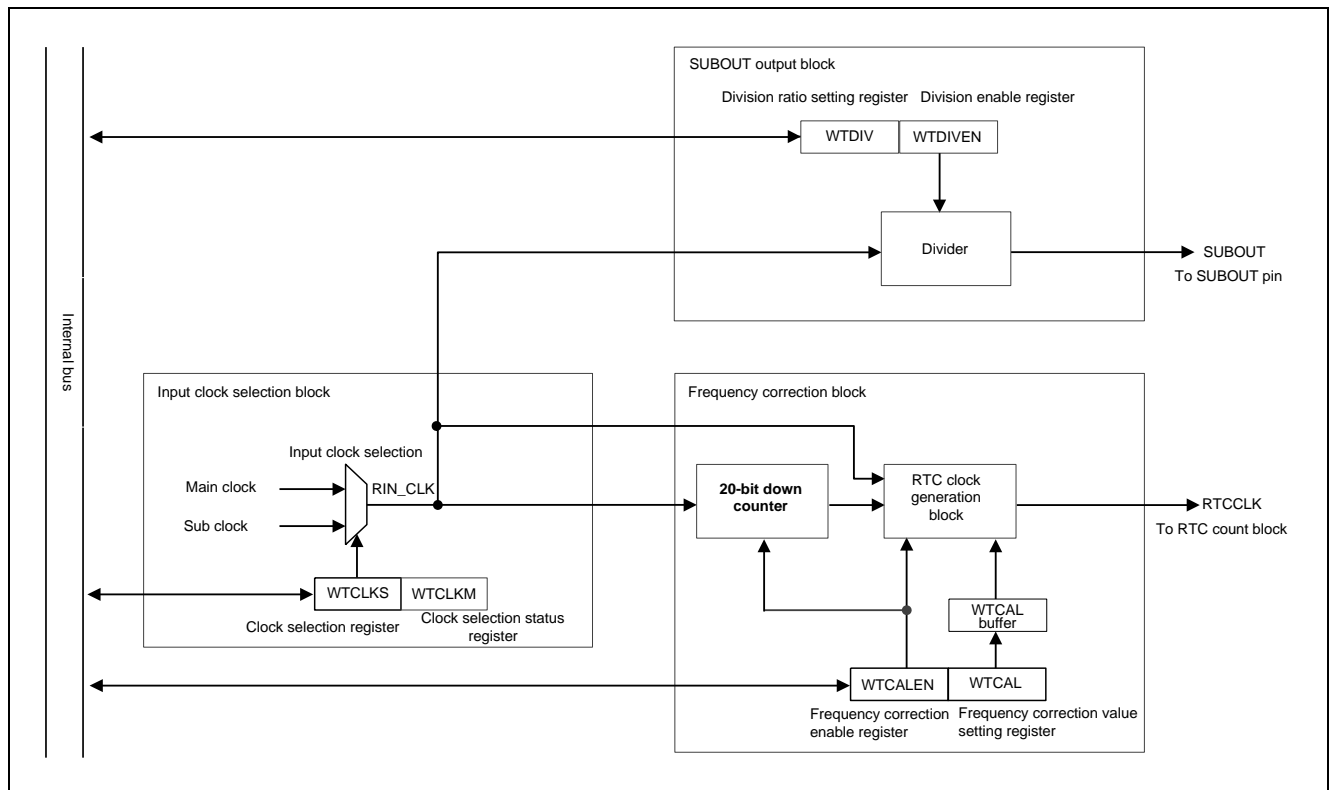 SUBOUT output block
Division ratio setting register
Division enable register
WTDIV
WTDIVEN
Divider
SUBOUT
To SUBOUT pin
Internal bus
Input clock selection block
Input clock selection
Main clock
RIN_CLK
Sub clock
WTCLKS
WTCLKM
Clock selection register
Clock selection status
register
Frequency correction block
20-bit down
counter
RTC clock
generation
block
RTCCLK
To RTC count block
WTCAL
buffer
WTCALEN
WTCAL
Frequency correction
enable register
Frequency correction value
setting register